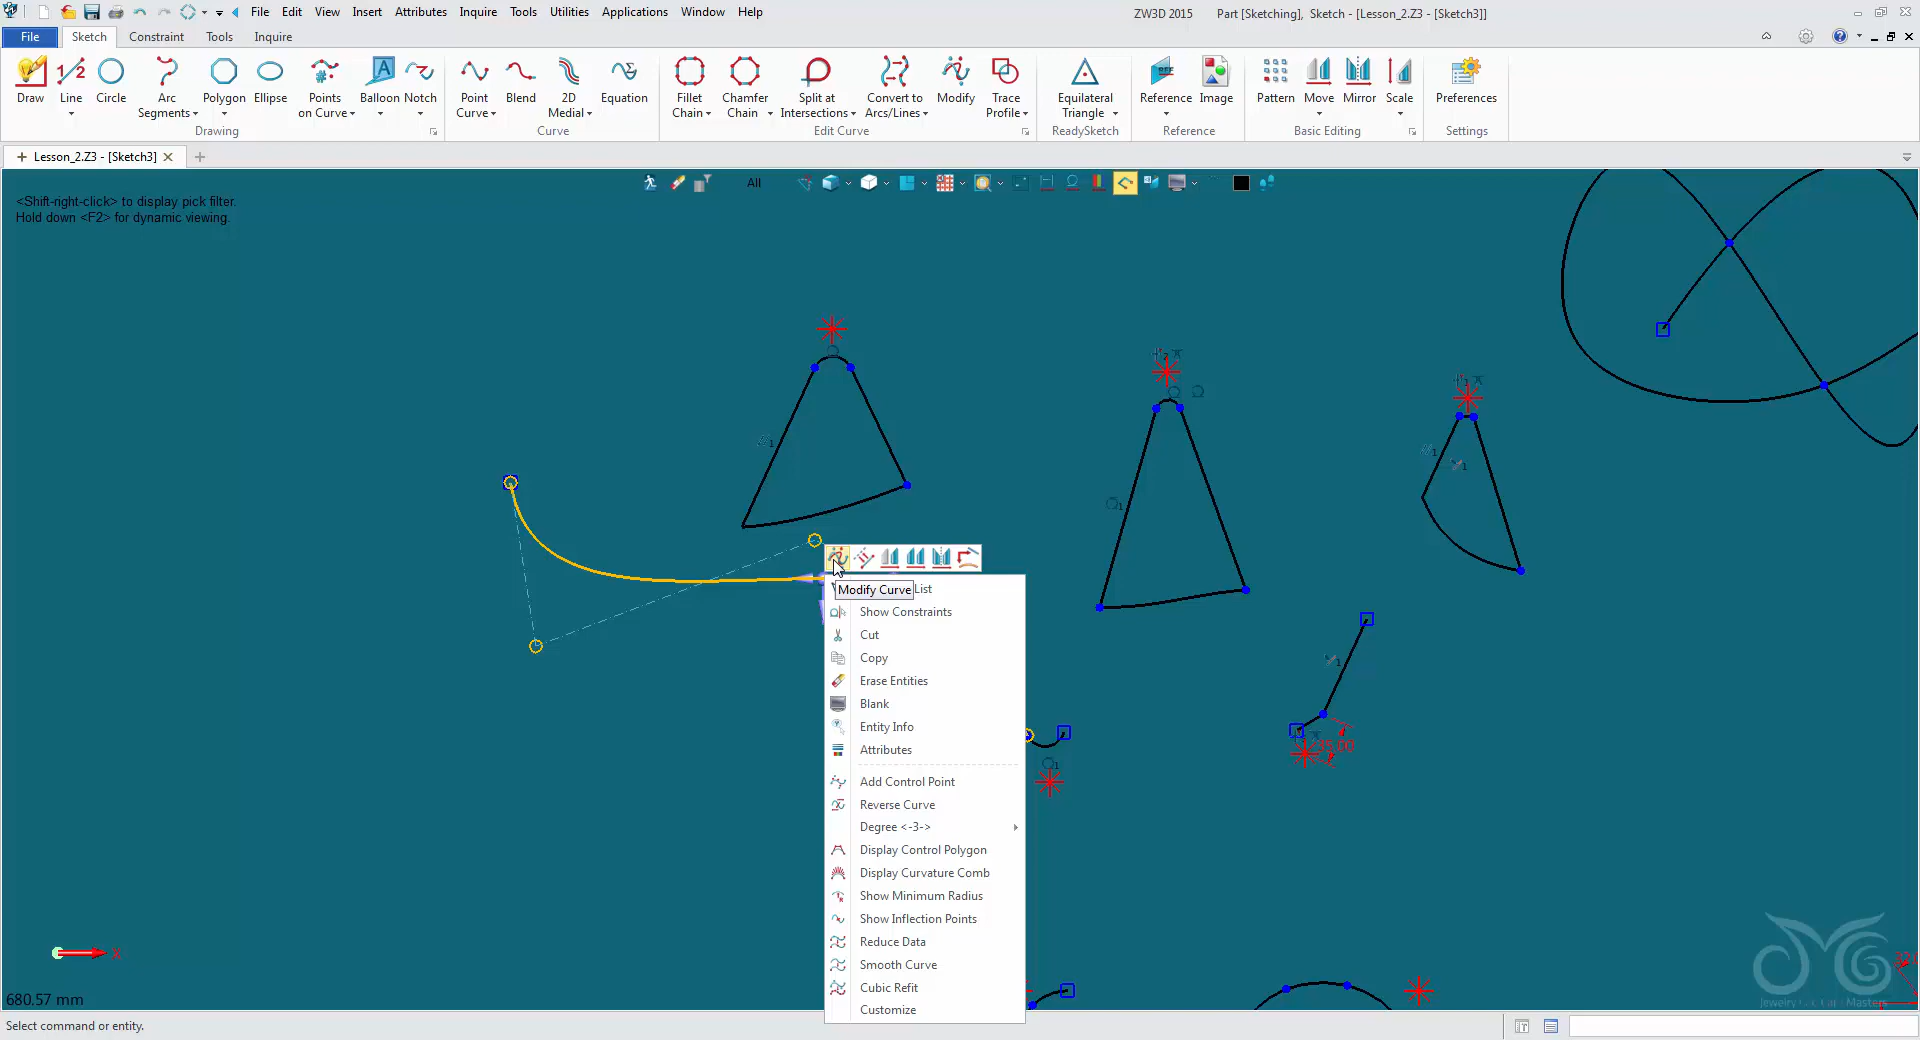 File Edit View Insert Attributes Inquire Tools Utilities Applications Window Help
ZW3D 2015 Part [Sketching], Sketch - [Lesson_2.Z3 - [Sketch3]]
File Sketch Constraint Tools Inquire
Draw Line Circle Arc Segments Polygon Ellipse Points on Curve Balloon Notch
Drawing
Point Curve Blend 2D Medial Equation
Curve
Fillet Chain Chamfer Chain Split at Intersections Convert to Arcs/Lines Modify Trace Profile
Edit Curve
Equilateral Triangle
ReadySketch
Reference Image
Reference
Pattern Move Mirror Scale
Basic Editing
Preferences
Settings
Lesson_2.Z3 - [Sketch3]
<Shift-right-click> to display pick filter.
Hold down <F2> for dynamic viewing.
All
Modify Curve
List
Show Constraints
Cut
Copy
Erase Entities
Blank
Entity Info
Attributes
Add Control Point
Reverse Curve
Degree <-3->
Display Control Polygon
Display Curvature Comb
Show Minimum Radius
Show Inflection Points
Reduce Data
Smooth Curve
Cubic Refit
Customize
X
680.57 mm
Select command or entity.